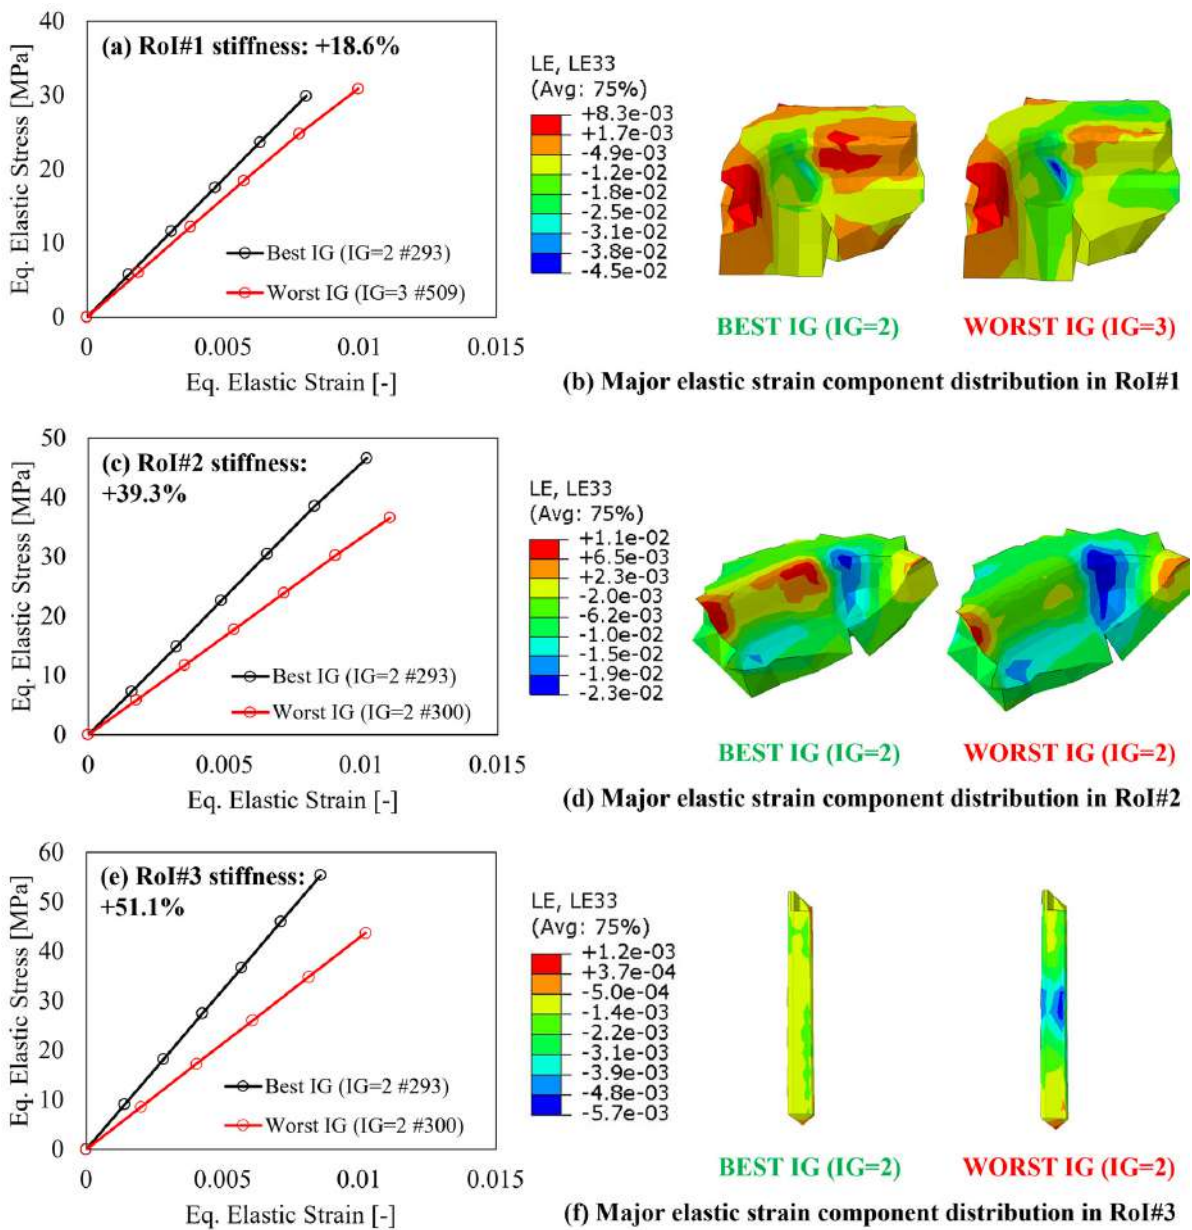 (a) RoI#1 stiffness: +18.6%
Eq. Elastic Stress [MPa]
40
30
20
10
0
Best IG (IG=2 #293)
Worst IG (IG=3 #509)
0 0.005 0.01 0.015
Eq. Elastic Strain [-]
LE, LE33
(Avg: 75%)
+8.3e-03
+1.7e-03
-4.9e-03
-1.2e-02
-1.8e-02
-2.5e-02
-3.8e-02
-4.5e-02
BEST IG (IG=2)
WORST IG (IG=3)
(b) Major elastic strain component distribution in RoI#1
(c) RoI#2 stiffness:
+39.3%
Eq. Elastic Stress [MPa]
50
40
30
20
10
0
Best IG (IG=2 #293)
Worst IG (IG=2 #300)
0 0.005 0.01 0.015
Eq. Elastic Strain [-]
LE, LE33
(Avg: 75%)
+1.1e-02
+6.5e-03
+2.3e-03
-2.0e-03
-6.2e-03
-1.0e-02
-1.5e-02
-1.9e-02
-2.3e-02
BEST IG (IG=2)
WORST IG (IG=2)
(d) Major elastic strain component distribution in RoI#2
(e) RoI#3 stiffness:
+51.1%
Eq. Elastic Stress [MPa]
60
50
40
30
20
10
0
Best IG (IG=2 #293)
Worst IG (IG=2 #300)
0 0.005 0.01 0.015
Eq. Elastic Strain [-]
LE, LE33
(Avg: 75%)
+1.2e-03
+3.7e-04
-5.0e-04
-1.4e-03
-2.2e-03
-3.1e-03
-3.9e-03
-4.8e-03
-5.7e-03
BEST IG (IG=2)
WORST IG (IG=2)
(f) Major elastic strain component distribution in RoI#3